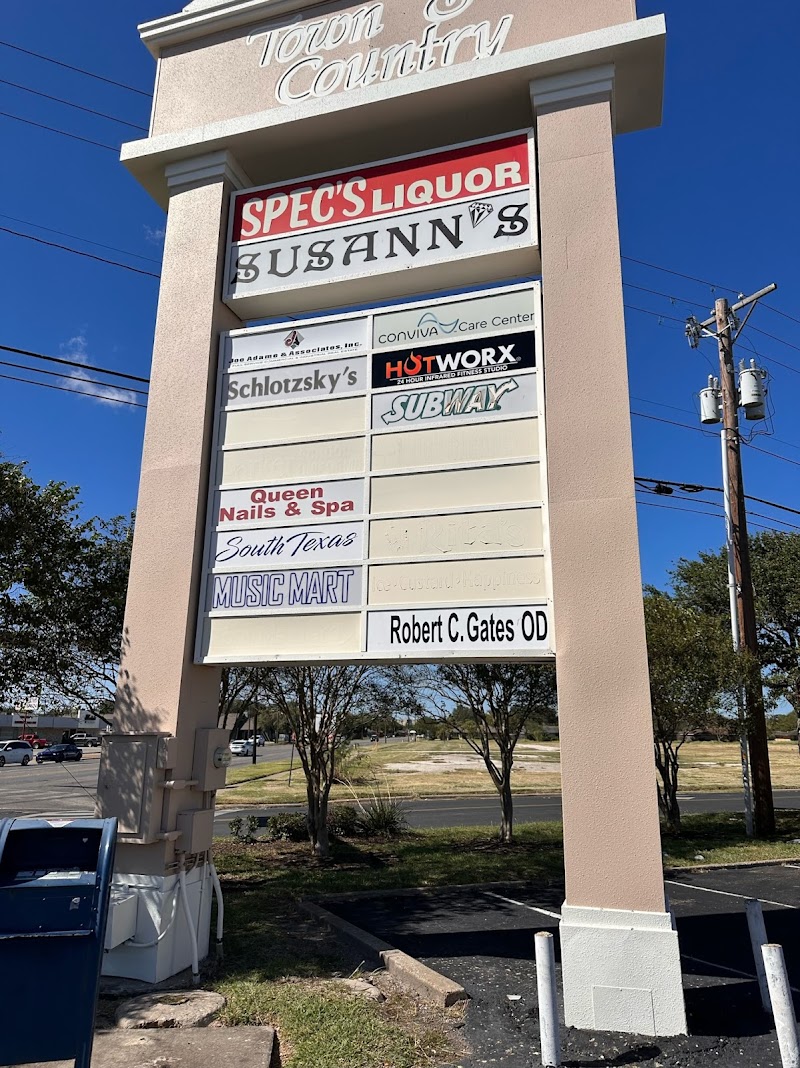 Town &
Country
SPEC'S LIQUOR
SUSANN'S
Joe Adame & Associates, Inc.
CONVIVA Care Center
HOTWORX
24 HOUR INFRARED FITNESS STUDIO
Schlotzsky's
SUBWAY
Queen
Nails & Spa
South Texas
MUSIC MART
Robert C. Gates OD